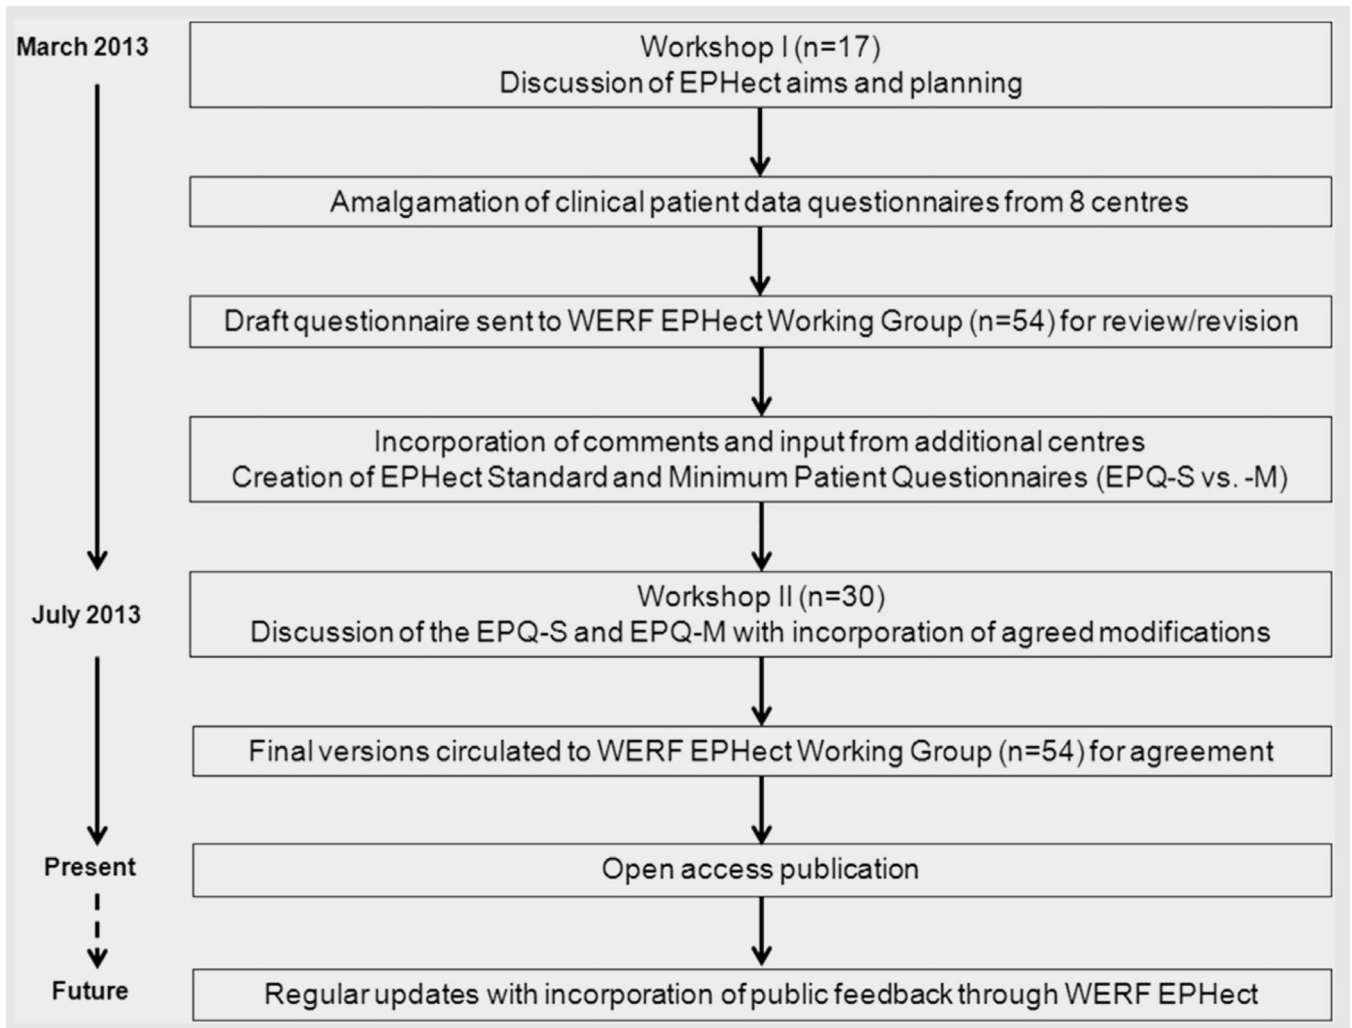 March 2013
Workshop I (n=17)
Discussion of EPHect aims and planning
Amalgamation of clinical patient data questionnaires from 8 centres
Draft questionnaire sent to WERF EPHect Working Group (n=54) for review/revision
Incorporation of comments and input from additional centres
Creation of EPHect Standard and Minimum Patient Questionnaires (EPQ-S vs. -M)
July 2013
Workshop II (n=30)
Discussion of the EPQ-S and EPQ-M with incorporation of agreed modifications
Final versions circulated to WERF EPHect Working Group (n=54) for agreement
Present
Open access publication
Future
Regular updates with incorporation of public feedback through WERF EPHect